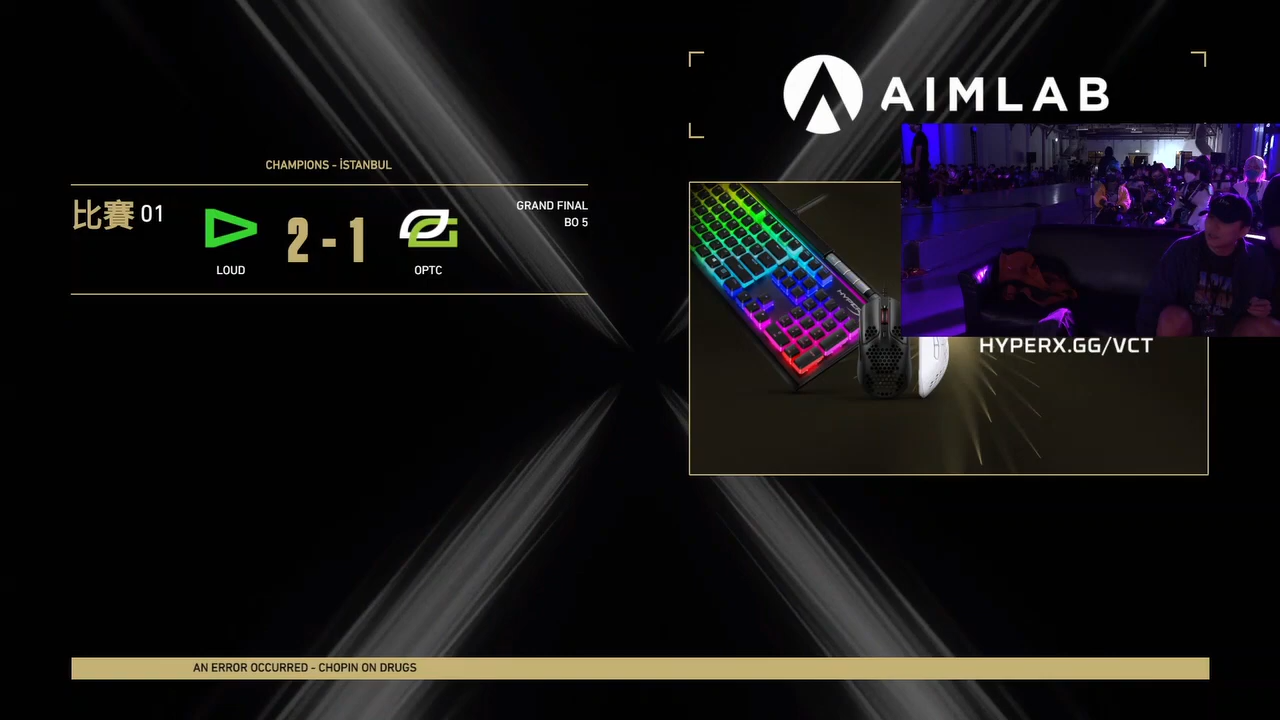 AIMLAB
CHAMPIONS - İSTANBUL
比賽 01
LOUD
2 - 1
OPTC
GRAND FINAL
BO 5
HYPERX.GG/VCT
AN ERROR OCCURRED - CHOPIN ON DRUGS